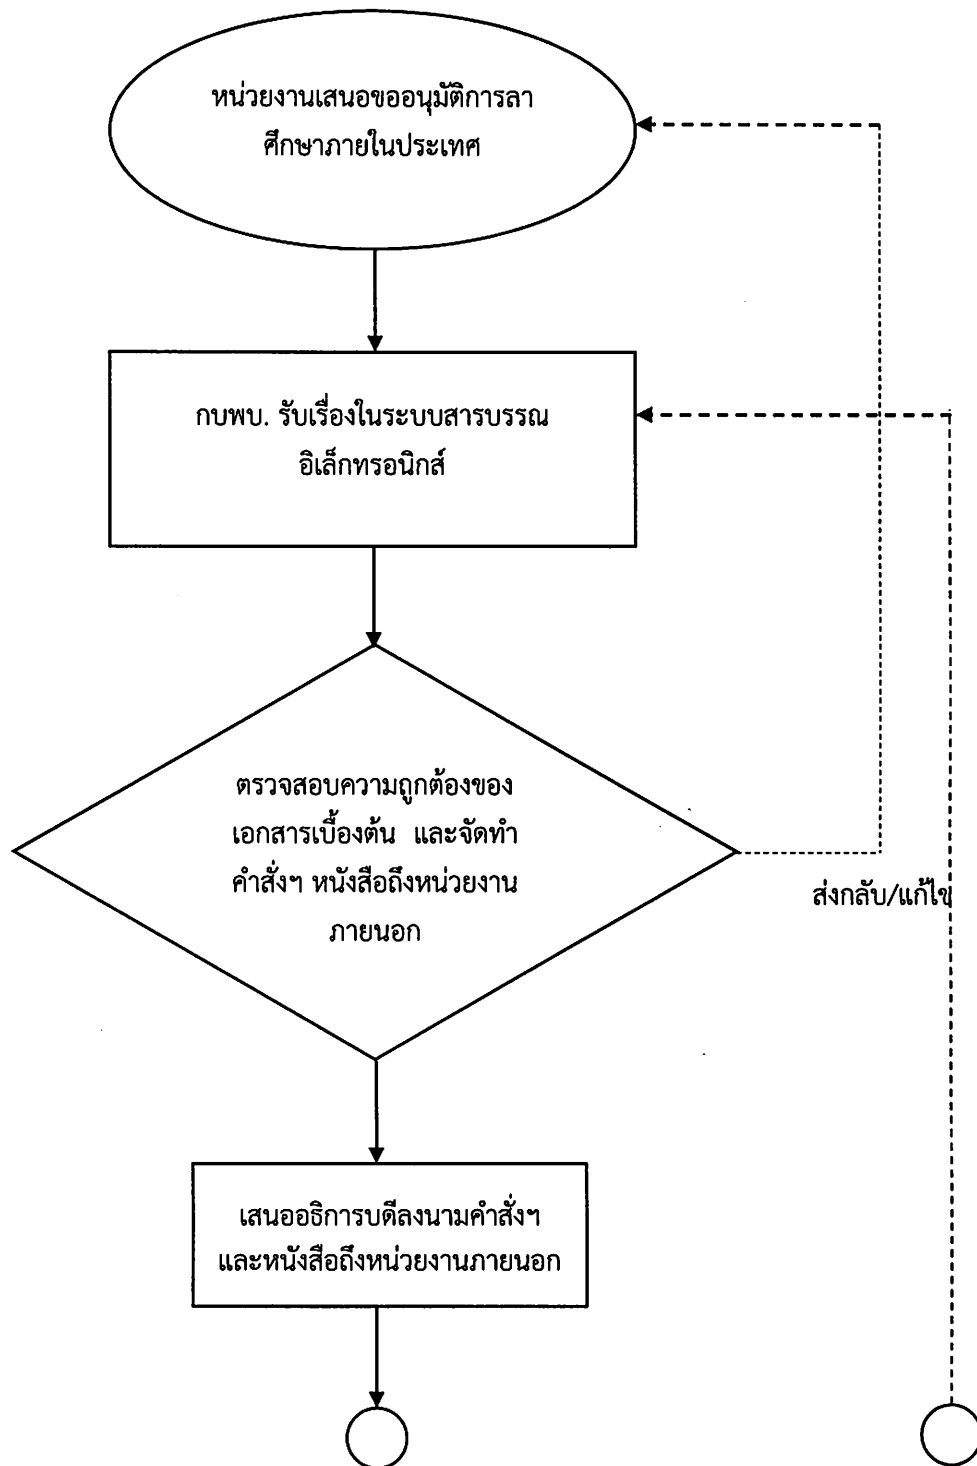 หน่วยงานเสนอขออนุมัติการลา
ศึกษาภายในประเทศ
กบพบ. รับเรื่องในระบบสารบรรณ
อิเล็กทรอนิกส์
ตรวจสอบความถูกต้องของ
เอกสารเบื้องต้น และจัดทำ
คำสั่งฯ หนังสือถึงหน่วยงาน
ภายนอก
ส่งกลับ/แก้ไข
เสนออธิการบดีลงนามคำสั่งฯ
และหนังสือถึงหน่วยงานภายนอก